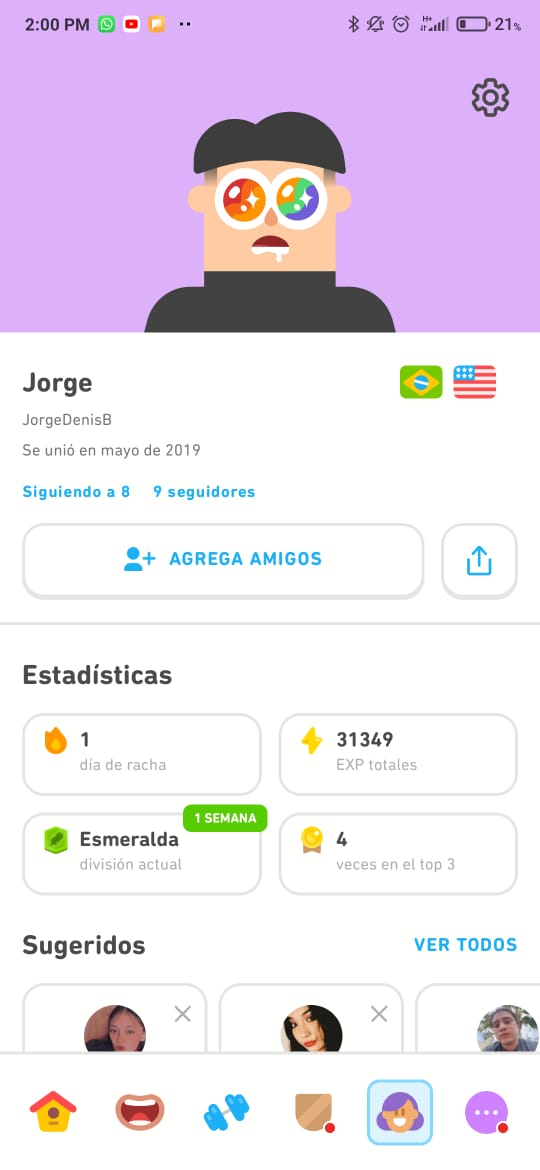 2:00 PM
H+
21%
Jorge
JorgeDenisB
Se unió en mayo de 2019
Siguiendo a 8 9 seguidores
AGREGA AMIGOS
Estadísticas
1
día de racha
31349
EXP totales
1 SEMANA
Esmeralda
división actual
4
veces en el top 3
Sugeridos
VER TODOS